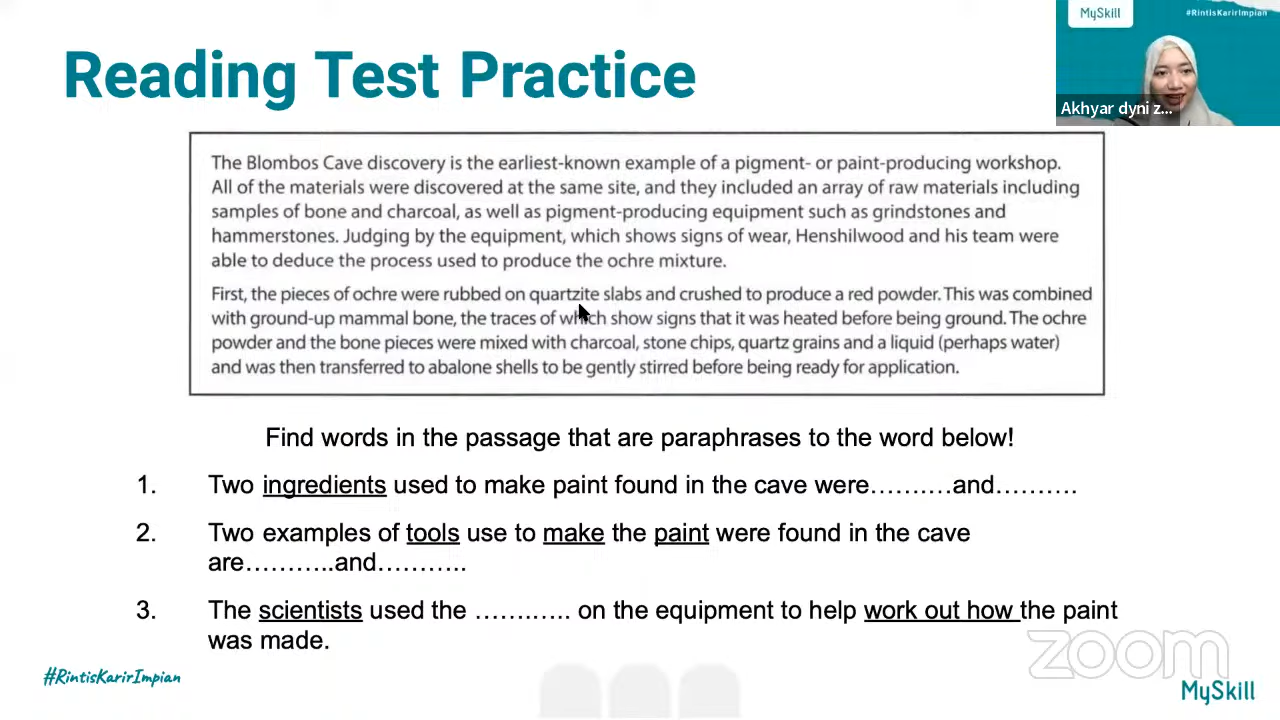 MySkill
#RintisKarirImpian
Reading Test Practice
Akhyar dyni z...
The Blombos Cave discovery is the earliest-known example of a pigment- or paint-producing workshop.
All of the materials were discovered at the same site, and they included an array of raw materials including
samples of bone and charcoal, as well as pigment-producing equipment such as grindstones and
hammerstones. Judging by the equipment, which shows signs of wear, Henshilwood and his team were
able to deduce the process used to produce the ochre mixture.
First, the pieces of ochre were rubbed on quartzite slabs and crushed to produce a red powder. This was combined
with ground-up mammal bone, the traces of which show signs that it was heated before being ground. The ochre
powder and the bone pieces were mixed with charcoal, stone chips, quartz grains and a liquid (perhaps water)
and was then transferred to abalone shells to be gently stirred before being ready for application.
Find words in the passage that are paraphrases to the word below!
1. Two ingredients used to make paint found in the cave were……….and……….
2. Two examples of tools use to make the paint were found in the cave
are………..and………..
3. The scientists used the ………….. on the equipment to help work out how the paint
was made.
zoom
#RintisKarirImpian
MySkill